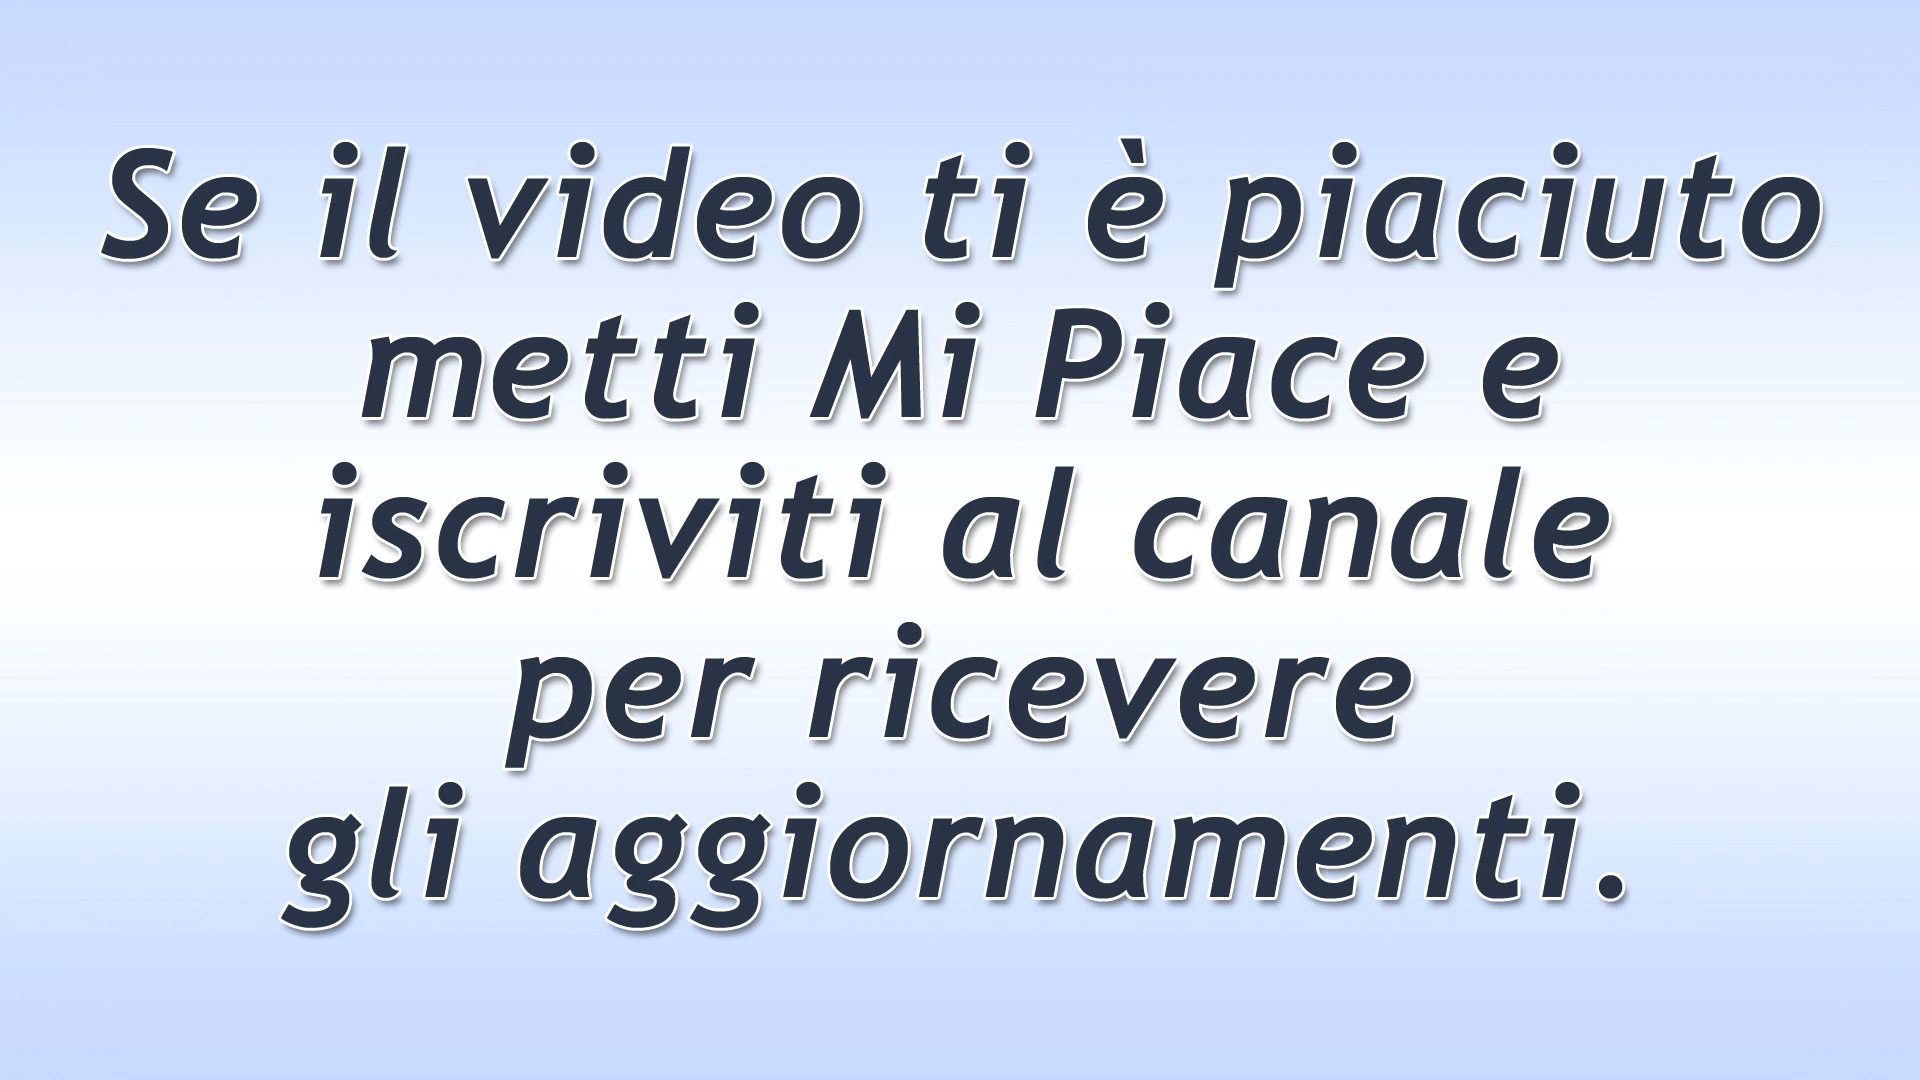 Se il video ti è piaciuto
metti Mi Piace e
iscriviti al canale
per ricevere
gli aggiornamenti.